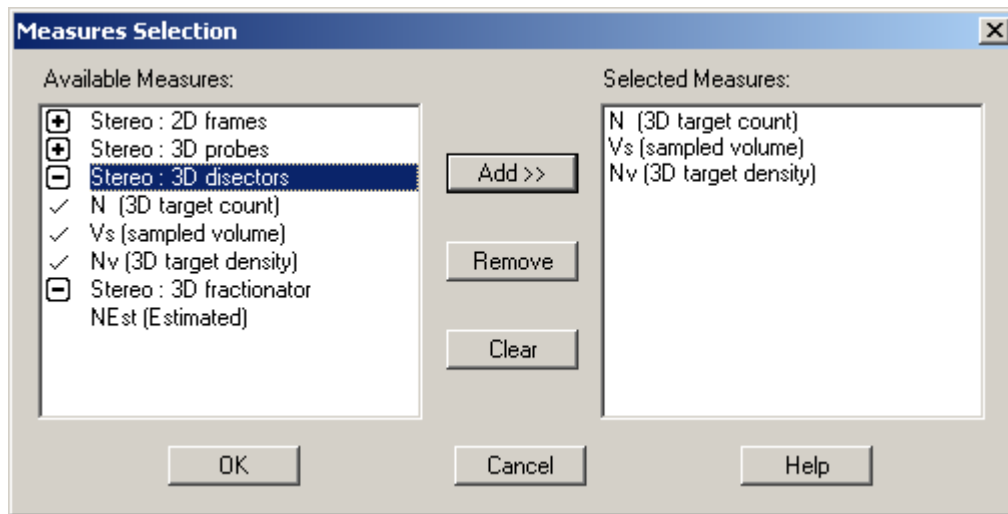 Measures Selection
Available Measures:
Stereo : 2D frames
Stereo : 3D probes
Stereo : 3D disectors
N (3D target count)
Vs (sampled volume)
Nv (3D target density)
Stereo : 3D fractionator
NEst (Estimated)
Add >>
Remove
Clear
Selected Measures:
N (3D target count)
Vs (sampled volume)
Nv (3D target density)
OK
Cancel
Help